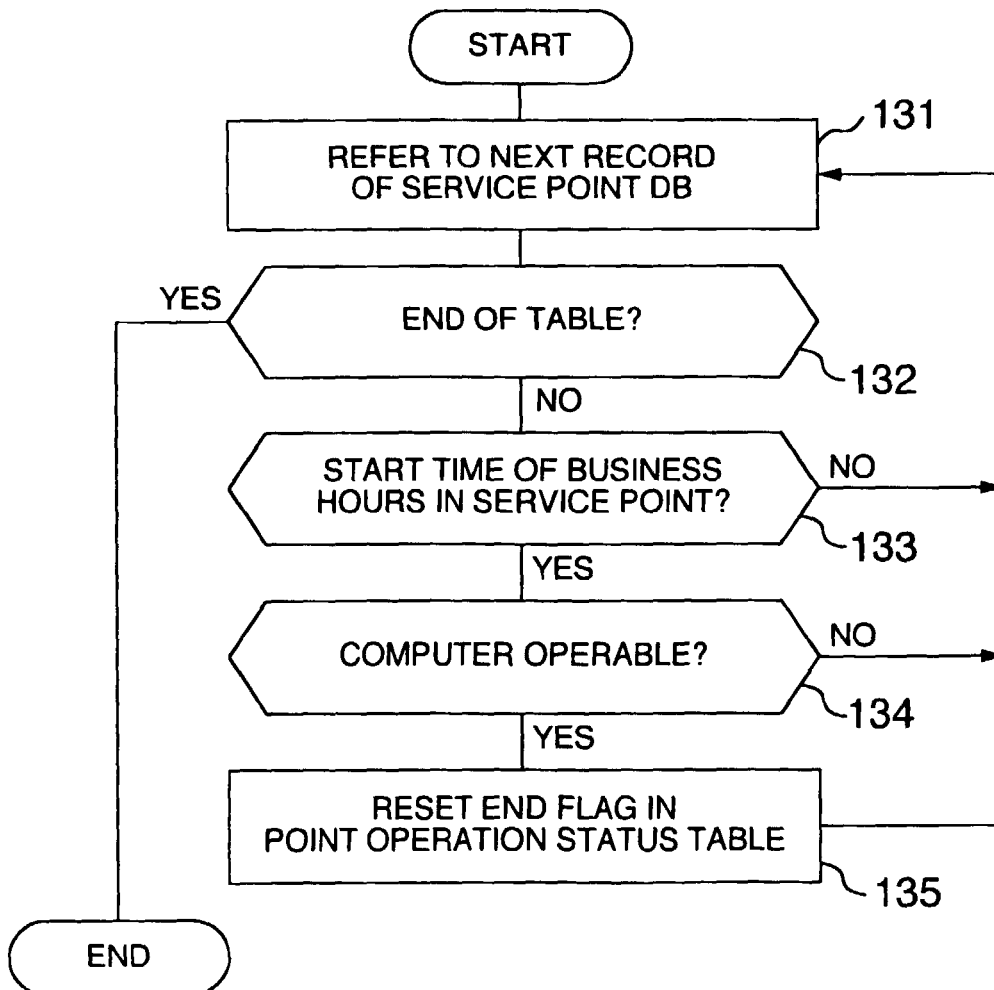 START
131
REFER TO NEXT RECORD
OF SERVICE POINT DB
YES
END OF TABLE?
132
NO
START TIME OF BUSINESS
HOURS IN SERVICE POINT?
NO
133
YES
COMPUTER OPERABLE?
NO
134
YES
RESET END FLAG IN
POINT OPERATION STATUS TABLE
135
END